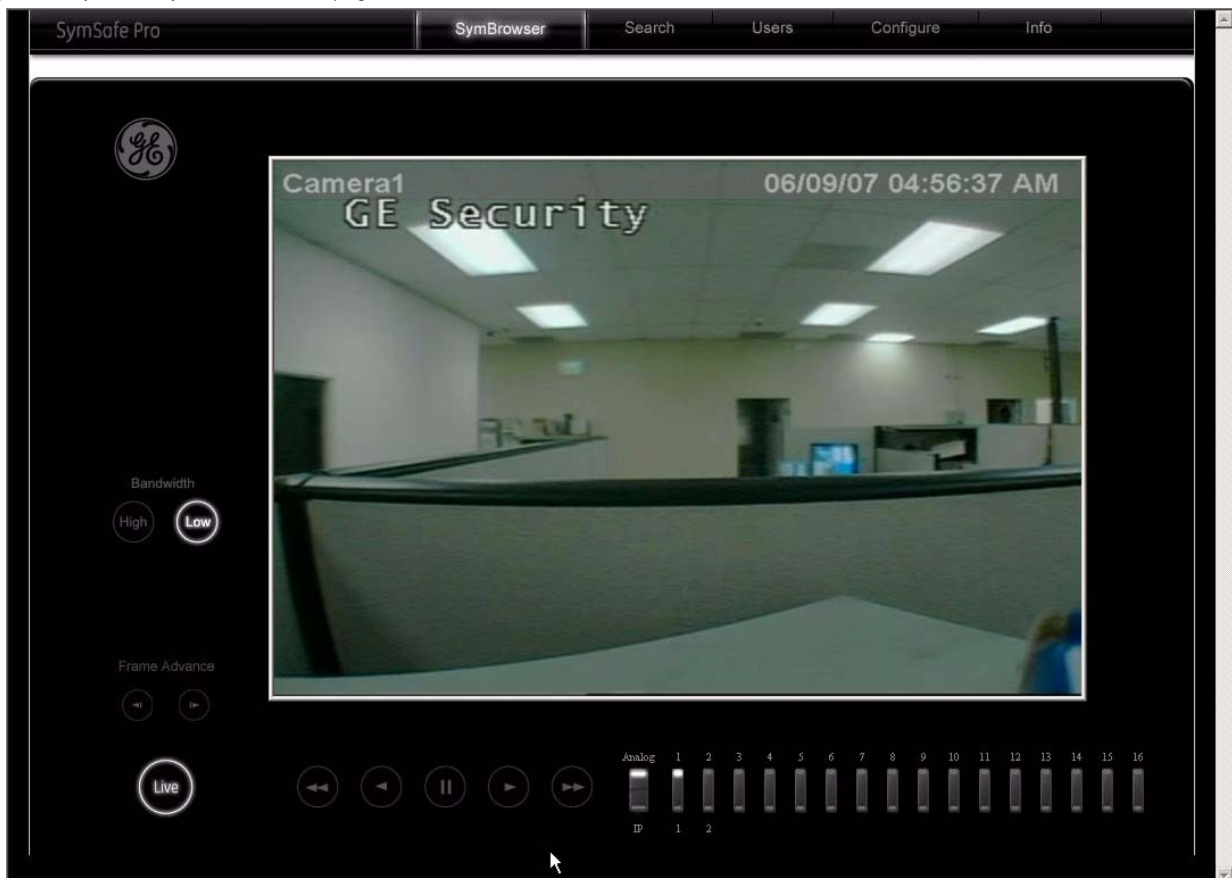 SymSafe Pro SymBrowser Search Users Configure Info
GE
Camera1 06/09/07 04:56:37 AM
GE Security
Bandwidth
High Low
Frame Advance
Live
Analog 1 2 3 4 5 6 7 8 9 10 11 12 13 14 15 16
IP 1 2